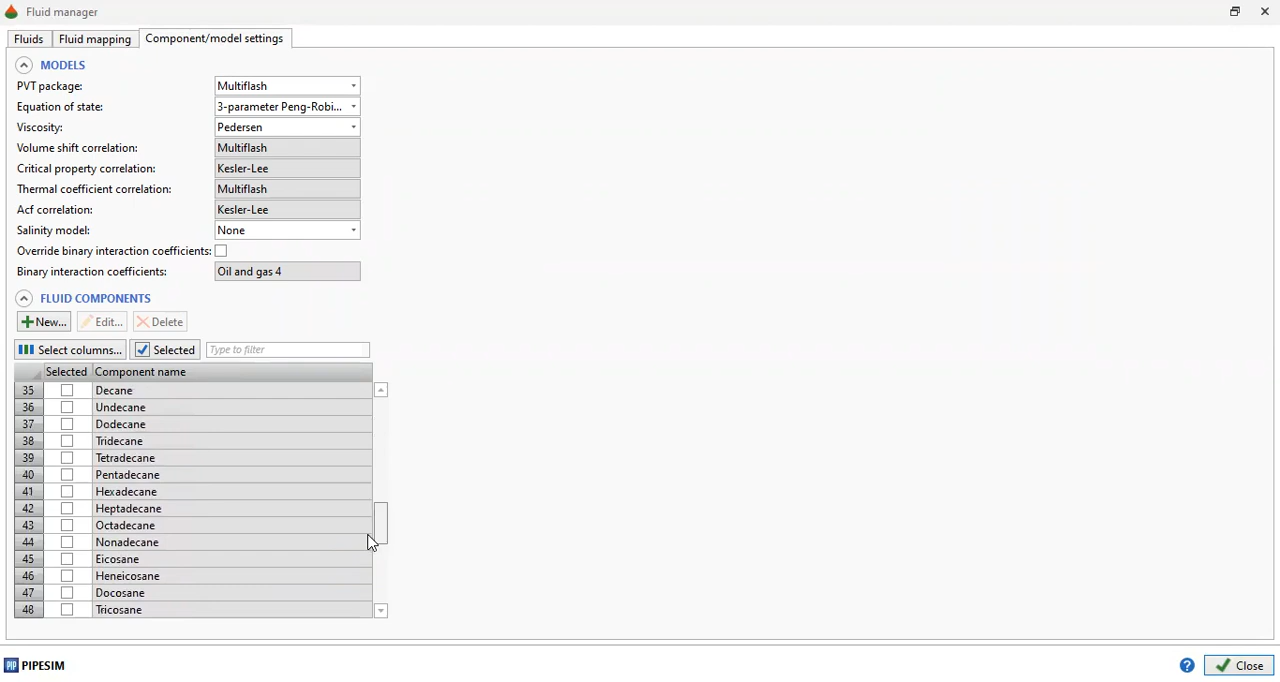 Fluid manager
Fluids Fluid mapping Component/model settings
MODELS
PVT package: Multiflash
Equation of state: 3-parameter Peng-Robi...
Viscosity: Pedersen
Volume shift correlation: Multiflash
Critical property correlation: Kesler-Lee
Thermal coefficient correlation: Multiflash
Acf correlation: Kesler-Lee
Salinity model: None
Override binary interaction coefficients:
Binary interaction coefficients: Oil and gas 4
FLUID COMPONENTS
New... Edit... Delete
Select columns... Selected Type to filter
Selected Component name
35 Decane
36 Undecane
37 Dodecane
38 Tridecane
39 Tetradecane
40 Pentadecane
41 Hexadecane
42 Heptadecane
43 Octadecane
44 Nonadecane
45 Eicosane
46 Heneicosane
47 Docosane
48 Tricosane
PIP PIPESIM ? Close